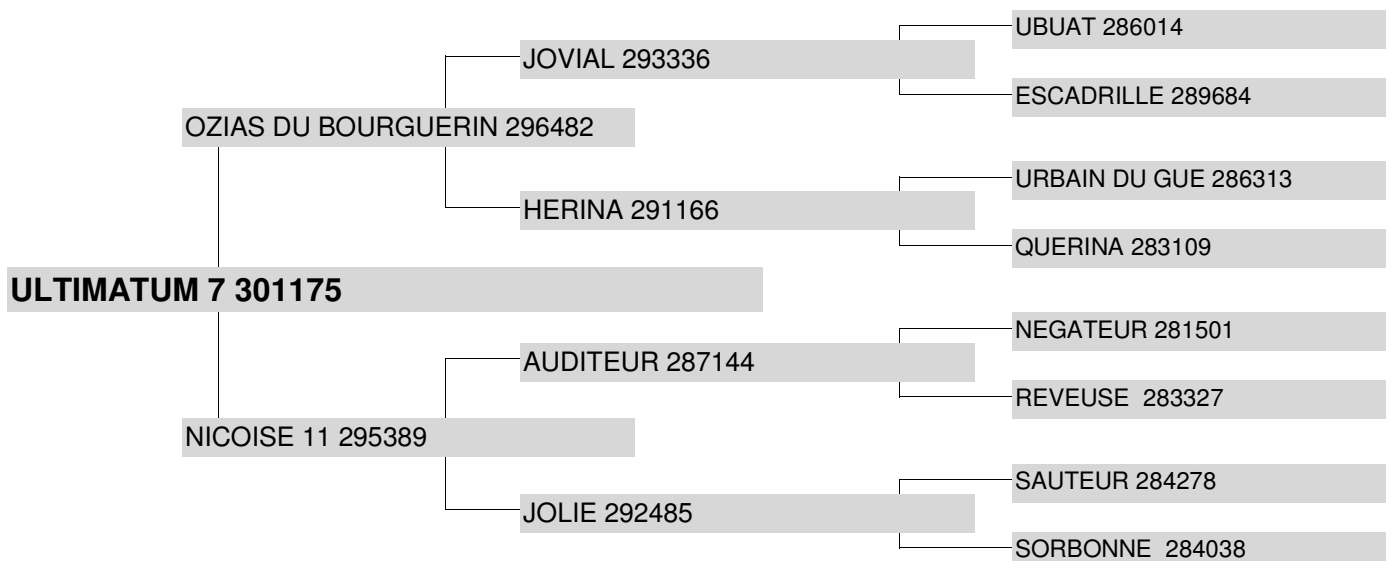 UBUAT 286014
JOVIAL 293336
ESCADRILLE 289684
OZIAS DU BOURGUERIN 296482
URBAIN DU GUE 286313
HERINA 291166
QUERINA 283109
ULTIMATUM 7 301175
NEGATEUR 281501
AUDITEUR 287144
REVEUSE 283327
NICOISE 11 295389
SAUTEUR 284278
JOLIE 292485
SORBONNE 284038